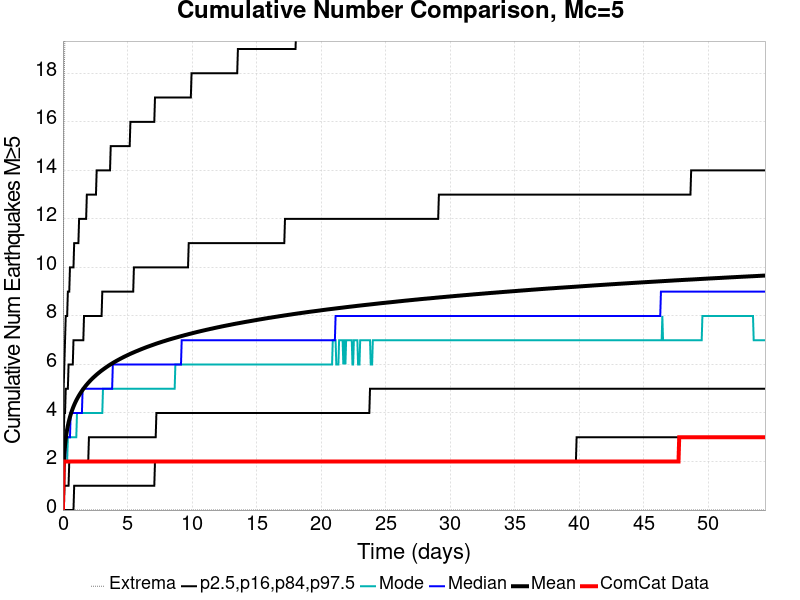 Cumulative Number Comparison, Mc=5
Cumulative Num Earthquakes M≥5
18
16
14
12
10
8
6
4
2
0
0 5 10 15 20 25 30 35 40 45 50
Time (days)
Extrema p2.5,p16,p84,p97.5 Mode Median Mean ComCat Data